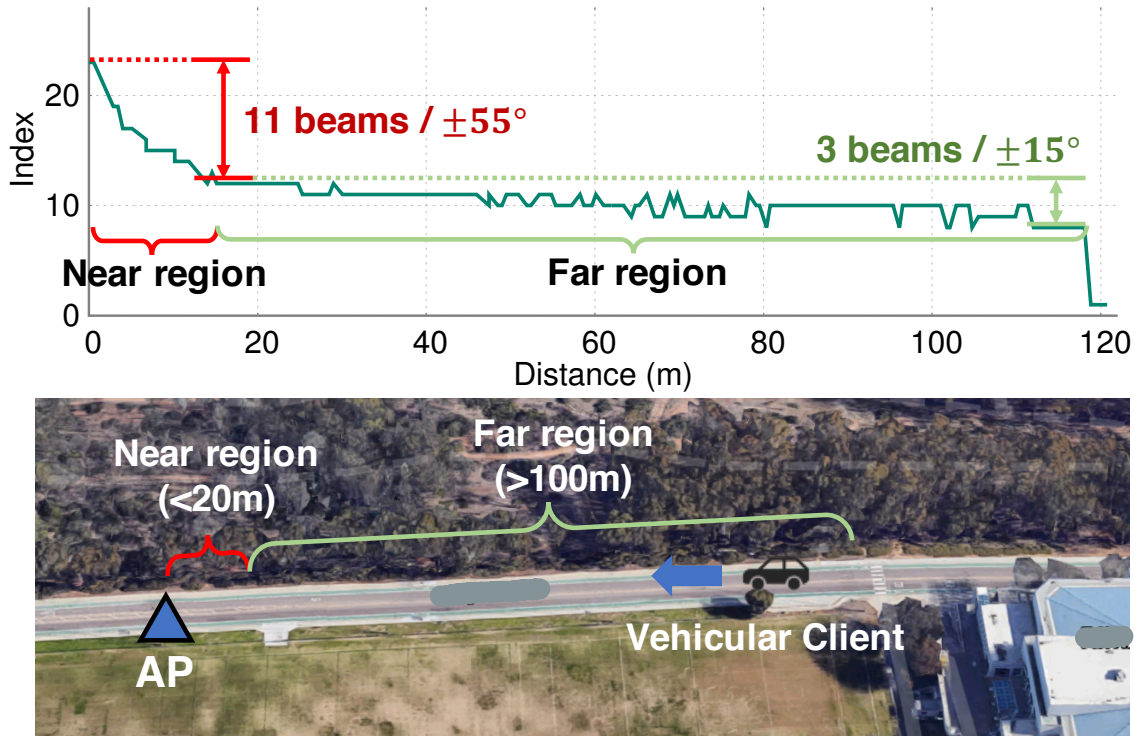 20
10
0
Index
11 beams / ±55°
3 beams / ±15°
Near region
Far region
0 20 40 60 80 100 120
Distance (m)
Near region
(<20m)
Far region
(>100m)
Vehicular Client
AP